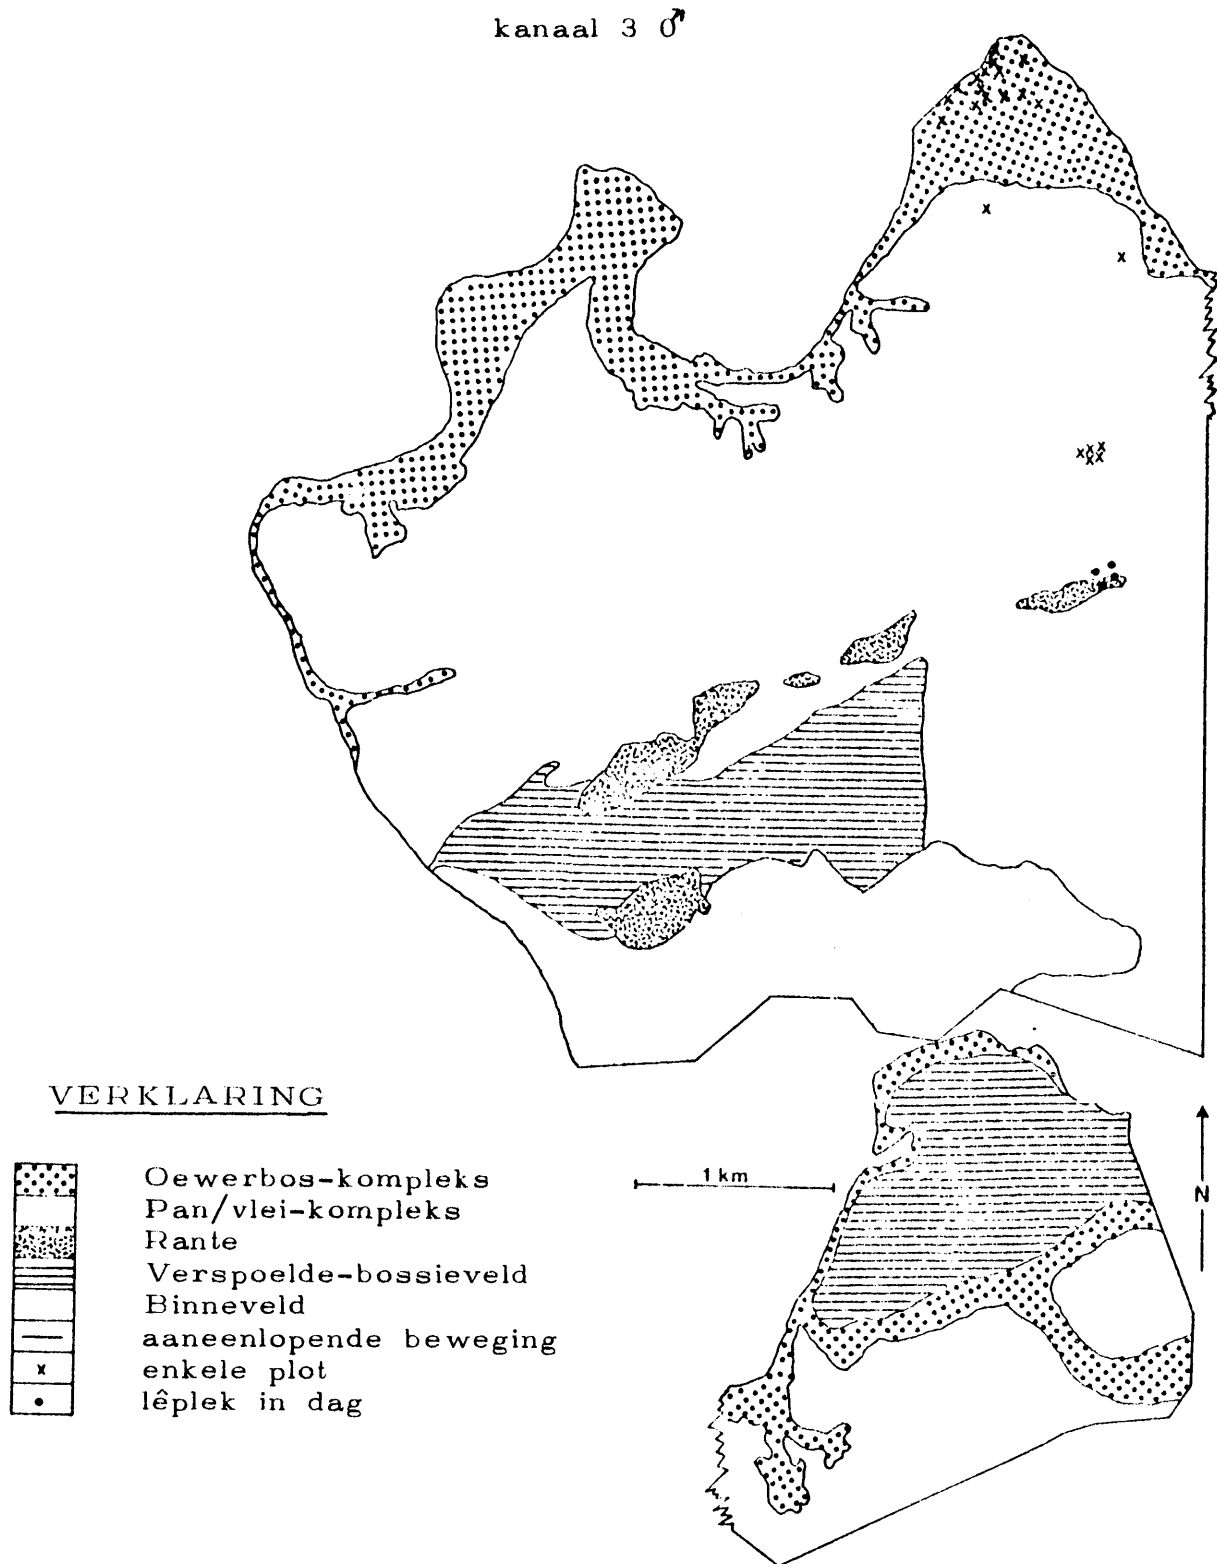 kanaal 3 ♂
1 km
N
VERKLARING
Oewerbos-kompleks
Pan/vlei-kompleks
Rante
Verspoelde-bossieveld
Binneveld
aaneenlopende beweging
x enkele plot
lêplek in dag